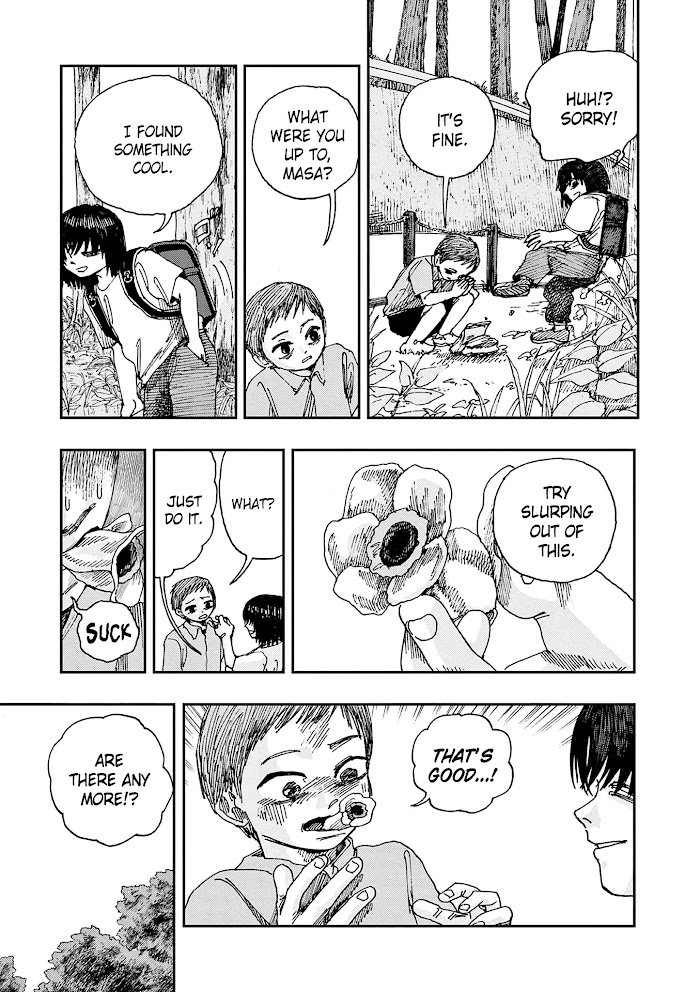 HUH!?
SORRY!
IT'S
FINE.
WHAT
WERE YOU
UP TO,
MASA?
I FOUND
SOMETHING
COOL.
TRY
SLURPING
OUT OF
THIS.
WHAT?
JUST
DO IT.
SUCK
THAT'S
GOOD...!
ARE
THERE ANY
MORE!?